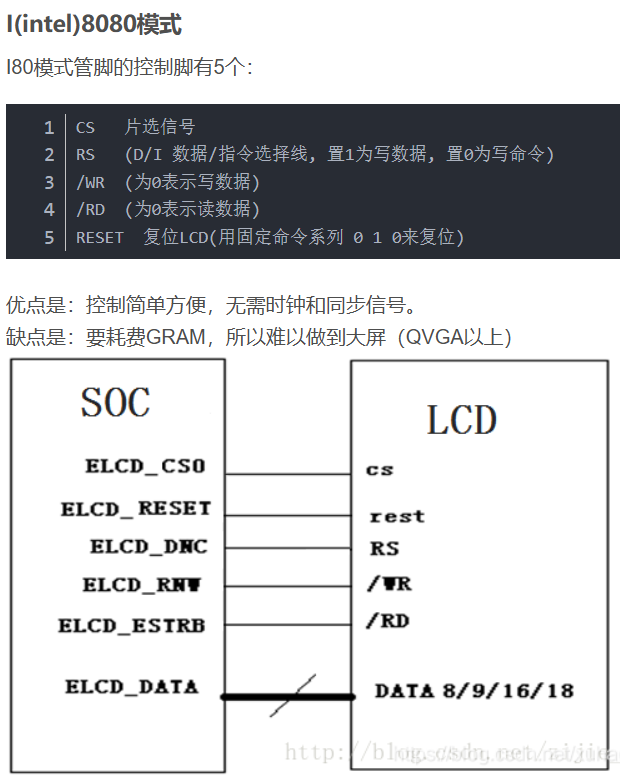 I(intel)8080模式
I80模式管脚的控制脚有5个：
1 CS 片选信号
2 RS (D/I 数据/指令选择线, 置1为写数据, 置0为写命令)
3 /WR (为0表示写数据)
4 /RD (为0表示读数据)
5 RESET 复位LCD(用固定命令系列 0 1 0来复位)
优点是：控制简单方便，无需时钟和同步信号。
缺点是：要耗费GRAM，所以难以做到大屏（QVGA以上）
SOC
LCD
ELCD_CS0
cs
ELCD_RESET
rest
ELCD_DNC
RS
ELCD_RNW
/WR
ELCD_ESTRB
/RD
ELCD_DATA
DATA 8/9/16/18